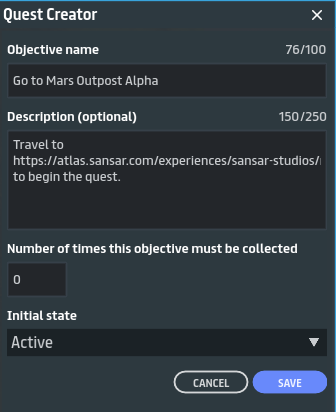 Quest Creator
Objective name 76/100
Go to Mars Outpost Alpha
Description (optional) 150/250
Travel to
https://atlas.sansar.com/experiences/sansar-studios/
to begin the quest.
Number of times this objective must be collected
0
Initial state
Active
CANCEL SAVE